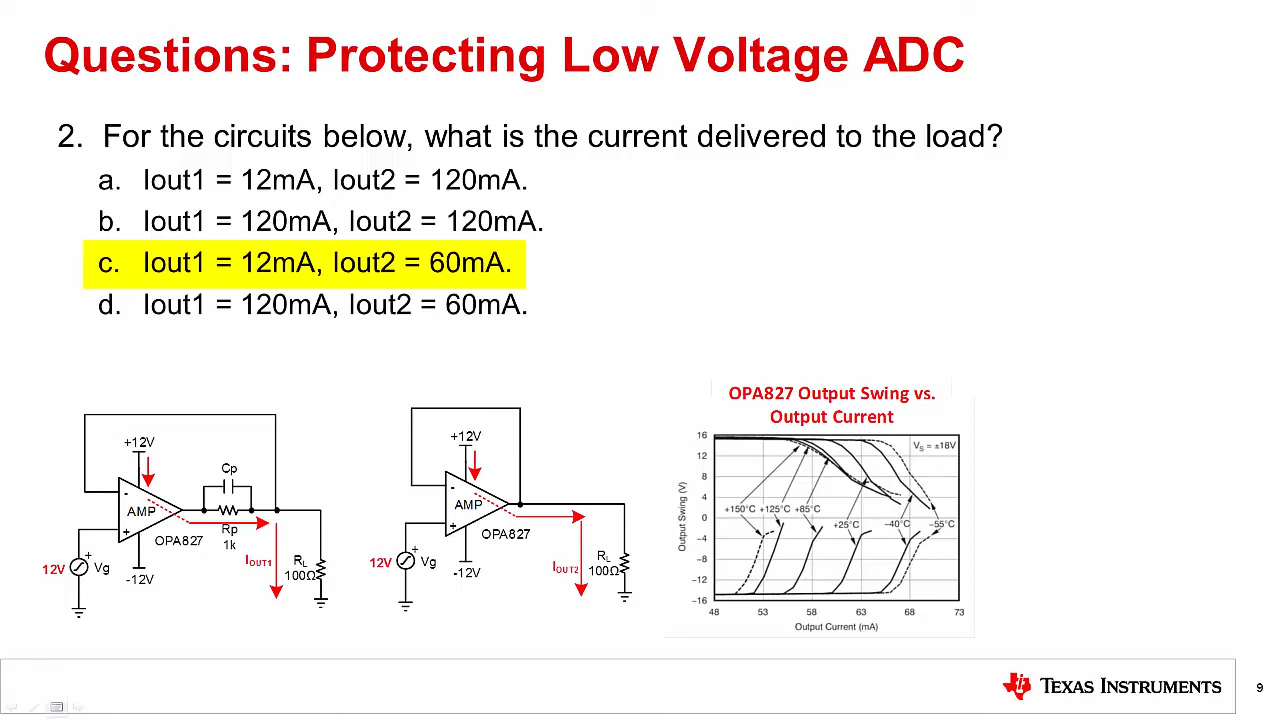 Questions: Protecting Low Voltage ADC
2. For the circuits below, what is the current delivered to the load?
a. Iout1 = 12mA, Iout2 = 120mA.
b. Iout1 = 120mA, Iout2 = 120mA.
c. Iout1 = 12mA, Iout2 = 60mA.
d. Iout1 = 120mA, Iout2 = 60mA.
+12V
-
AMP
+
OPA827
-12V
Cp
Rp
1k
12V
+
Vg
IOUT1
RL
100Ω
+12V
-
AMP
+
OPA827
-12V
12V
+
Vg
IOUT2
RL
100Ω
OPA827 Output Swing vs.
Output Current
16
12
8
4
0
−4
−8
−12
−16
Output Swing (V)
VS = ±18V
+150°C
+125°C
+85°C
+25°C
−40°C
−55°C
48
53
58
63
68
73
Output Current (mA)
TEXAS INSTRUMENTS
9